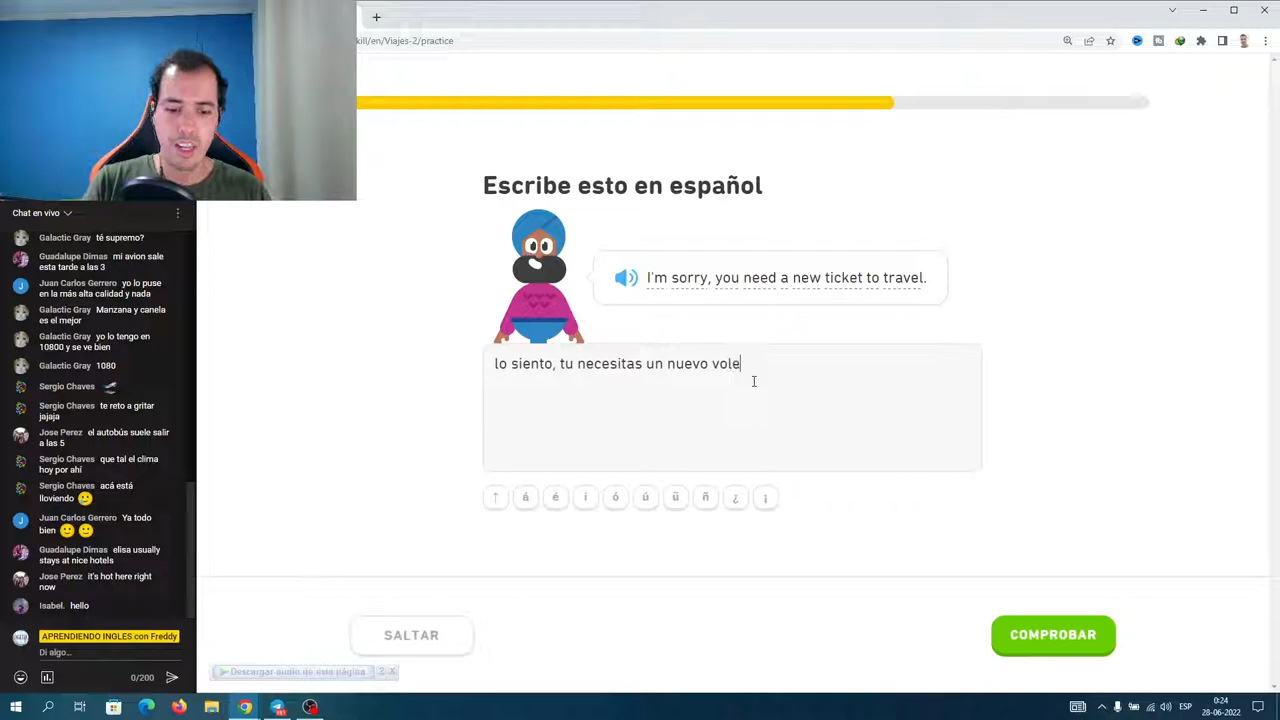 kill/en/Viajes-2/practice
Escribe esto en español
I'm sorry, you need a new ticket to travel.
lo siento, tu necesitas un nuevo vole
↑ á é í ó ú ü ñ ¿ ¡
SALTAR
COMPROBAR
Descargar audio de esta página ? X
Chat en vivo
Galactic Gray té supremo?
Guadalupe Dimas mi avion sale
esta tarde a las 3
Juan Carlos Gerrero yo lo puse
en la más alta calidad y nada
Galactic Gray Manzana y canela
es el mejor
Galactic Gray yo lo tengo en
10800 y se ve bien
Galactic Gray 1080
Sergio Chaves
Sergio Chaves te reto a gritar
jajaja
Jose Perez el autobús suele salir
a las 5
Sergio Chaves que tal el clima
hoy por ahí
Sergio Chaves acá está
lloviendo
Juan Carlos Gerrero Ya todo
bien
Guadalupe Dimas elisa usually
stays at nice hotels
Jose Perez it's hot here right
now
Isabel. hello
APRENDIENDO INGLES con Freddy
Di algo...
0/200
ESP
0:24
28-06-2022